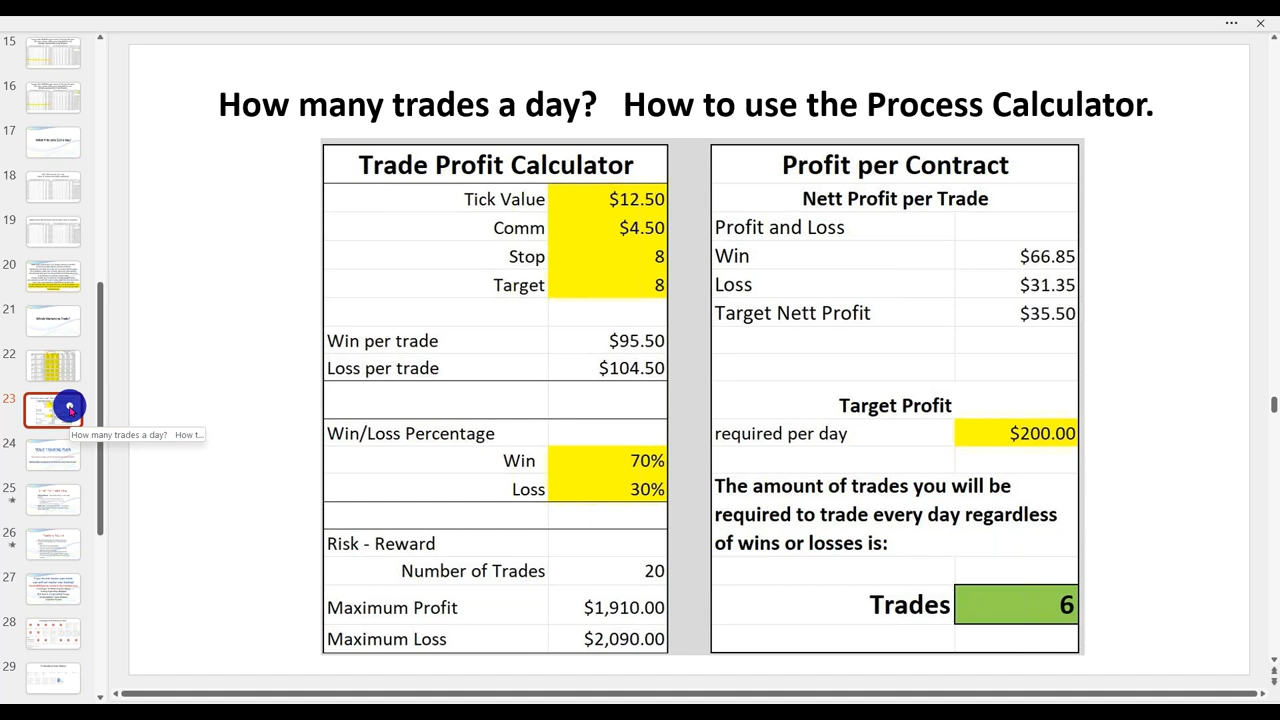 How many trades a day? How to use the Process Calculator.
Trade Profit Calculator
Tick Value $12.50
Comm $4.50
Stop 8
Target 8
Win per trade $95.50
Loss per trade $104.50
Win/Loss Percentage
Win 70%
Loss 30%
Risk - Reward
Number of Trades 20
Maximum Profit $1,910.00
Maximum Loss $2,090.00
Profit per Contract
Nett Profit per Trade
Profit and Loss
Win $66.85
Loss $31.35
Target Nett Profit $35.50
Target Profit
required per day $200.00
The amount of trades you will be
required to trade every day regardless
of wins or losses is:
Trades 6
15
16
17
18
19
20
21
22
23
How many trades a day? How t...
24
25
26
27
28
29